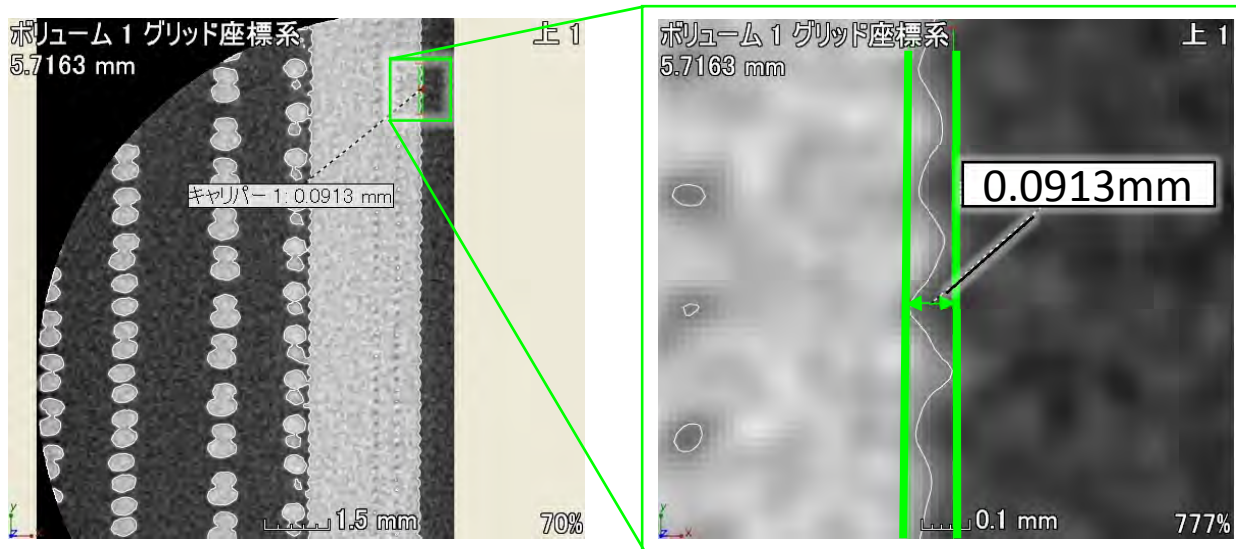 ボリューム 1 グリッド座標系
上 1
5.7163 mm
キャリパー 1: 0.0913 mm
1.5 mm
70%
y
z
x
ボリューム 1 グリッド座標系
上 1
5.7163 mm
0.0913mm
0.1 mm
777%
y
z
x